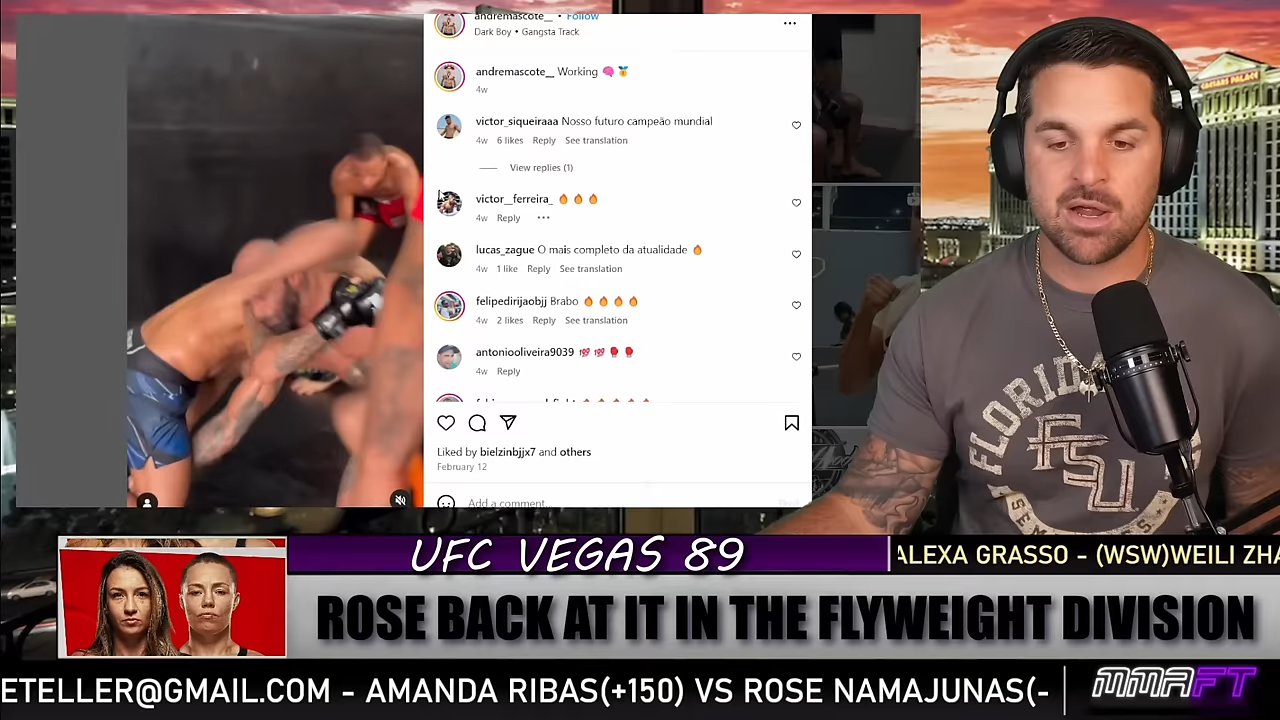 andremascote__ • Follow
Dark Boy • Gangsta Track
andremascote__ Working 🧠🏅
4w
victor_siqueiraaa Nosso futuro campeão mundial
4w 6 likes Reply See translation
View replies (1)
victor__ferreira_ 🔥🔥🔥
4w Reply •••
lucas_zague O mais completo da atualidade 🔥
4w 1 like Reply See translation
felipedirijaobjj Brabo 🔥🔥🔥🔥
4w 2 likes Reply See translation
antoniooliveira9039 💯💯🥊🥊
4w Reply
Liked by bielzinbjjx7 and others
February 12
Add a comment...
CAESARS PALACE
FLORIDA
FSU
UFC VEGAS 89
ALEXA GRASSO - (WSW)WEILI ZHA
ROSE BACK AT IT IN THE FLYWEIGHT DIVISION
ETELLER@GMAIL.COM - AMANDA RIBAS(+150) VS ROSE NAMAJUNAS(-
MMAFT